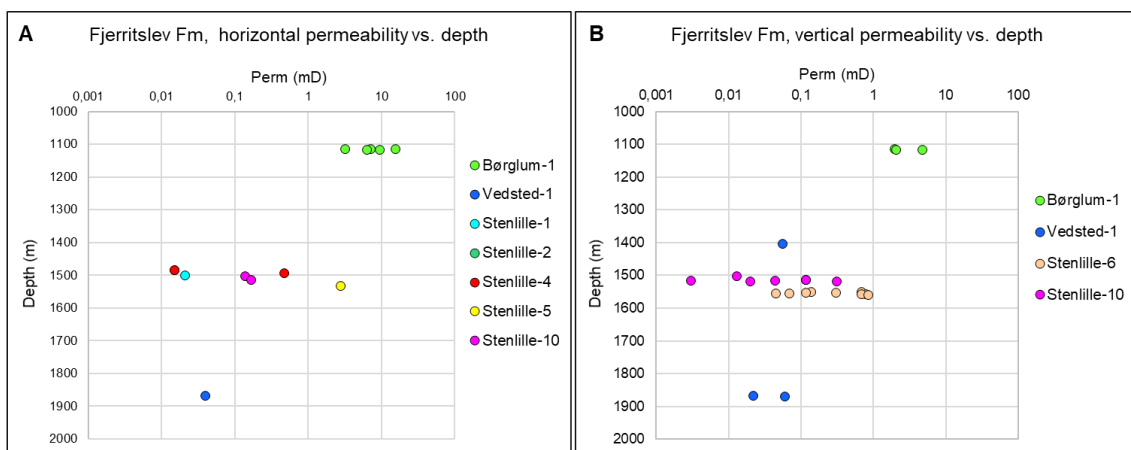 A Fjerritslev Fm, horizontal permeability vs. depth
Perm (mD)
0,001 0,01 0,1 1 10 100
Depth (m)
1000
1100
1200
1300
1400
1500
1600
1700
1800
1900
2000
Børglum-1
Vedsted-1
Stenlille-1
Stenlille-2
Stenlille-4
Stenlille-5
Stenlille-10
B Fjerritslev Fm, vertical permeability vs. depth
Perm (mD)
0,001 0,01 0,1 1 10 100
Depth (m)
1000
1100
1200
1300
1400
1500
1600
1700
1800
1900
2000
Børglum-1
Vedsted-1
Stenlille-6
Stenlille-10